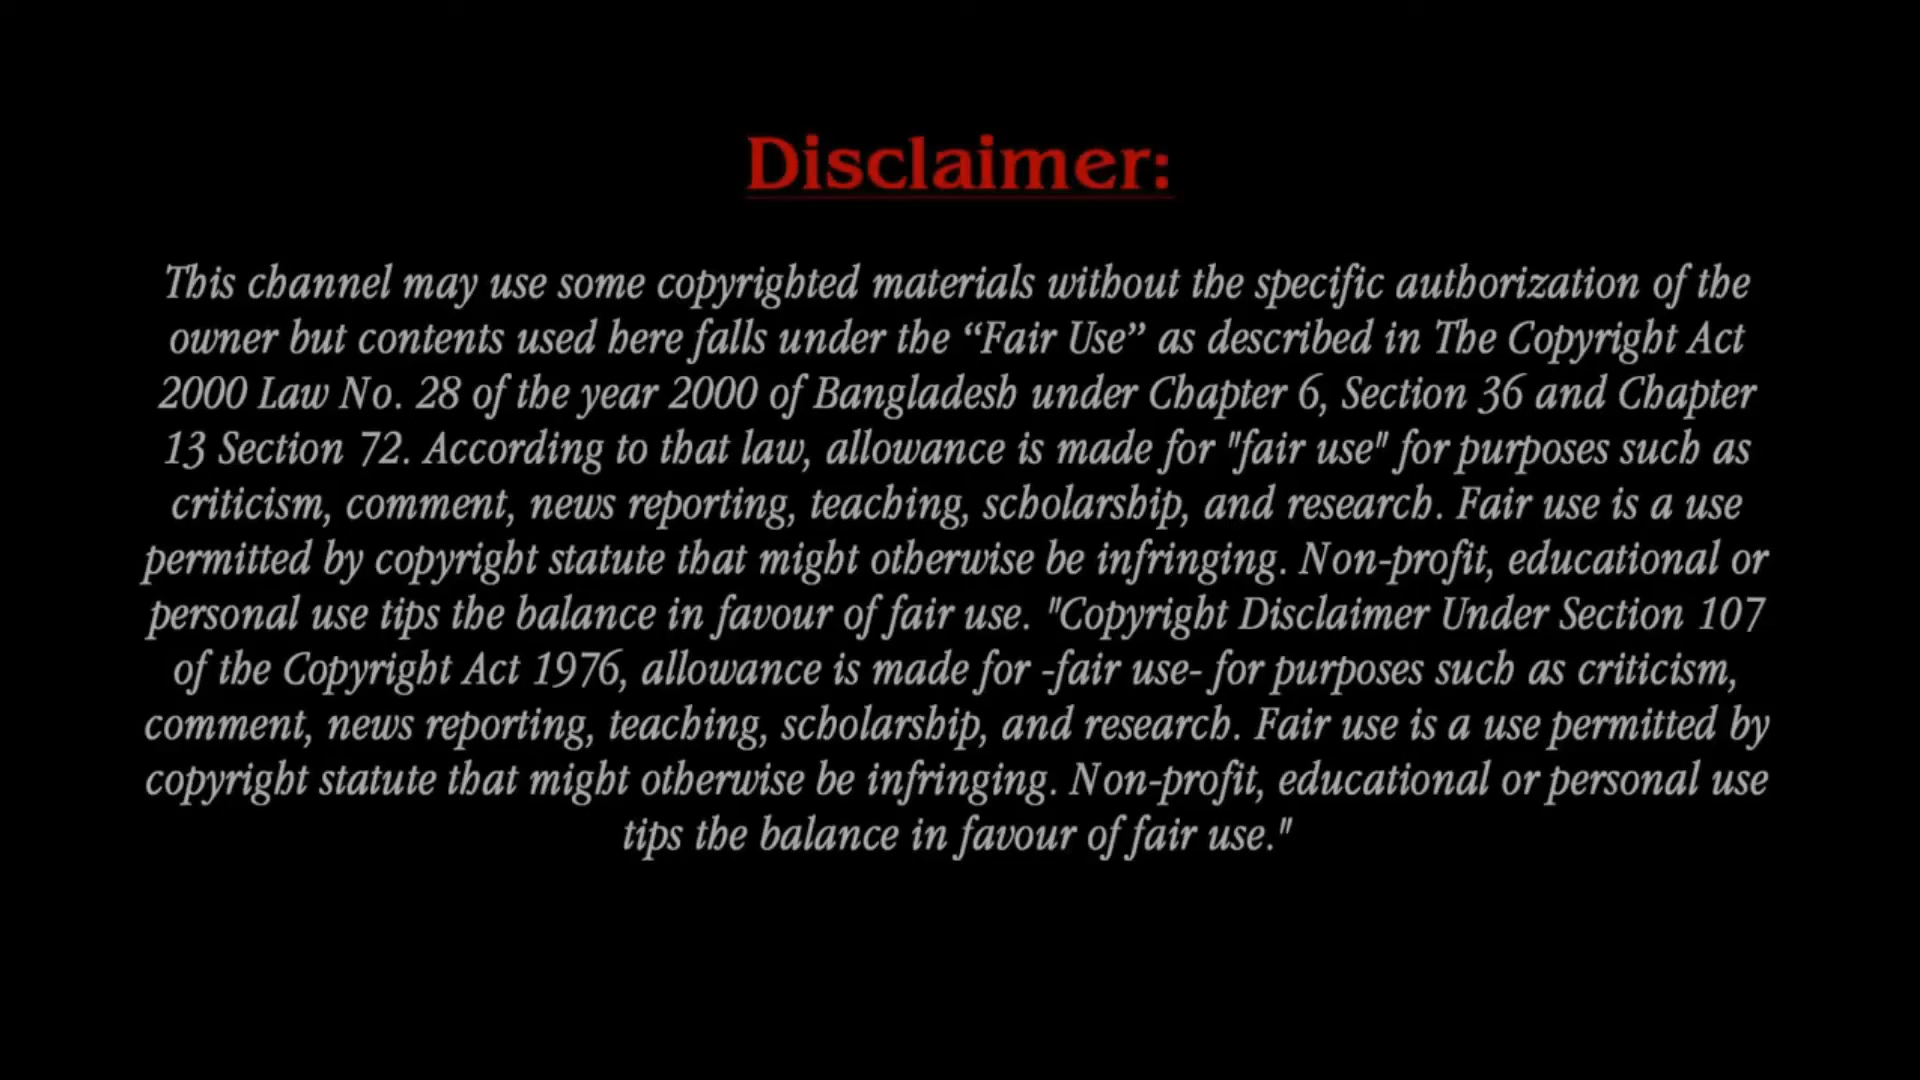 Disclaimer:
This channel may use some copyrighted materials without the specific authorization of the
owner but contents used here falls under the “Fair Use” as described in The Copyright Act
2000 Law No. 28 of the year 2000 of Bangladesh under Chapter 6, Section 36 and Chapter
13 Section 72. According to that law, allowance is made for "fair use" for purposes such as
criticism, comment, news reporting, teaching, scholarship, and research. Fair use is a use
permitted by copyright statute that might otherwise be infringing. Non-profit, educational or
personal use tips the balance in favour of fair use. "Copyright Disclaimer Under Section 107
of the Copyright Act 1976, allowance is made for -fair use- for purposes such as criticism,
comment, news reporting, teaching, scholarship, and research. Fair use is a use permitted by
copyright statute that might otherwise be infringing. Non-profit, educational or personal use
tips the balance in favour of fair use."